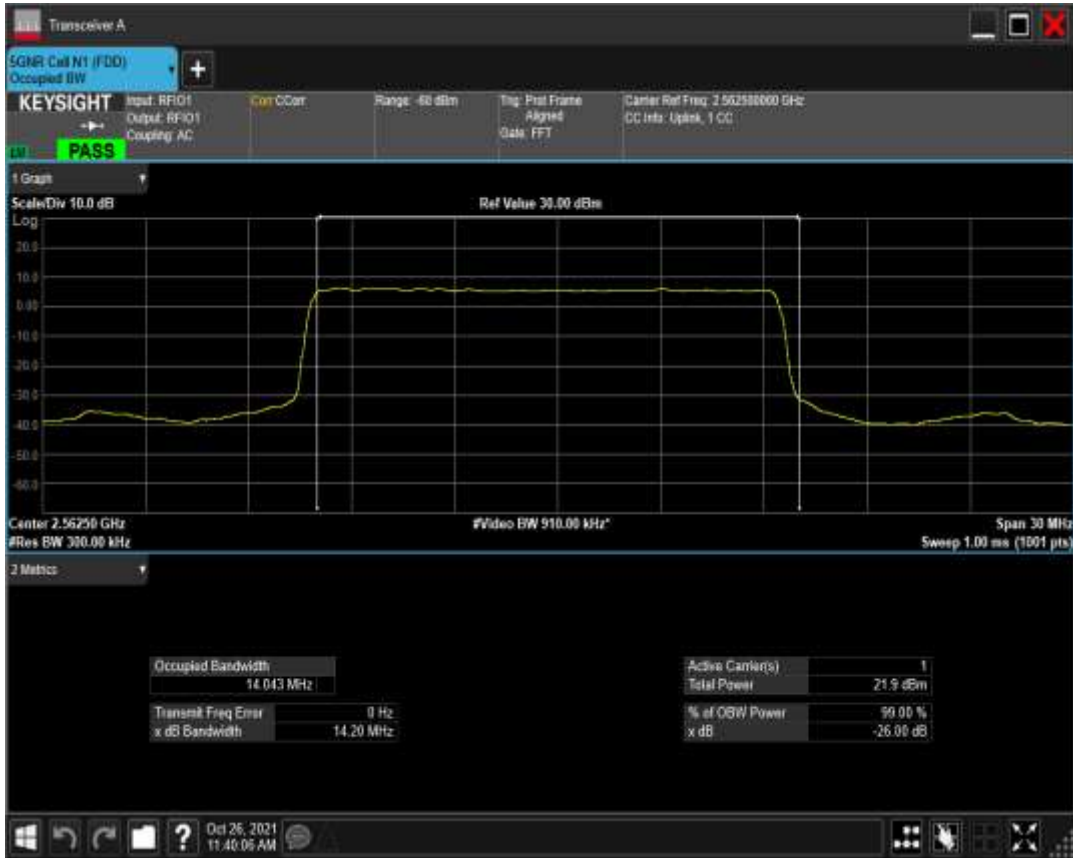 Transceiver A
5GNR Cell N1 (FDD)
Occupied BW
+
KEYSIGHT
PASS
Input: RFIO1
Output: RFIO1
Coupling: AC
Corr CCorr
Range: -60 dBm
Trig: Prot Frame
Aligned
Gate: FFT
Carrier Ref Freq: 2.562500000 GHz
CC Info: Uplink, 1 CC
1 Graph
Scale/Div 10.0 dB
Ref Value 30.00 dBm
Log
20.0
10.0
0.00
-10.0
-20.0
-30.0
-40.0
-50.0
-60.0
Center 2.56250 GHz
#Video BW 910.00 kHz*
Span 30 MHz
#Res BW 300.00 kHz
Sweep 1.00 ms (1001 pts)
2 Metrics
Occupied Bandwidth
14.043 MHz
Transmit Freq Error 0 Hz
x dB Bandwidth 14.20 MHz
Active Carrier(s) 1
Total Power 21.9 dBm
% of OBW Power 99.00 %
x dB -26.00 dB
?
Oct 26, 2021
11:40:06 AM